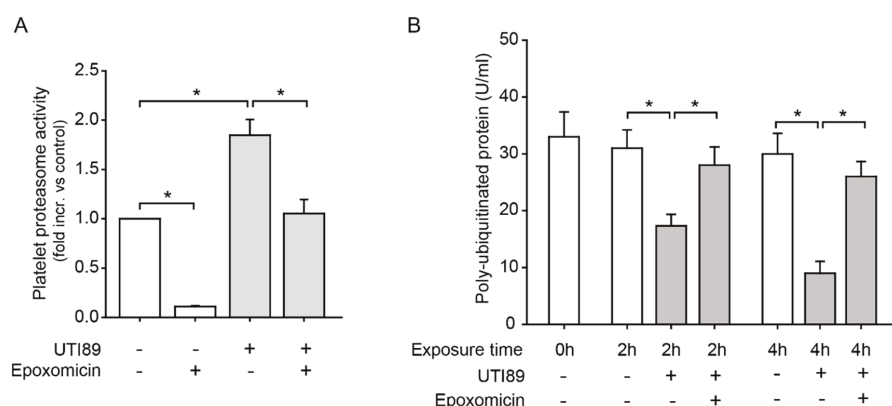 A
Platelet proteasome activity
(fold incr. vs control)
2.5
2.0
1.5
1.0
0.5
0.0
* * * 
UTI89 - - + +
Epoxomicin - + - +
B
Poly-ubiquitinated protein (U/ml)
50
40
30
20
10
0
* * * *
Exposure time 0h 2h 2h 2h 4h 4h 4h
UTI89 - - + + - + +
Epoxomicin - - - + - - +